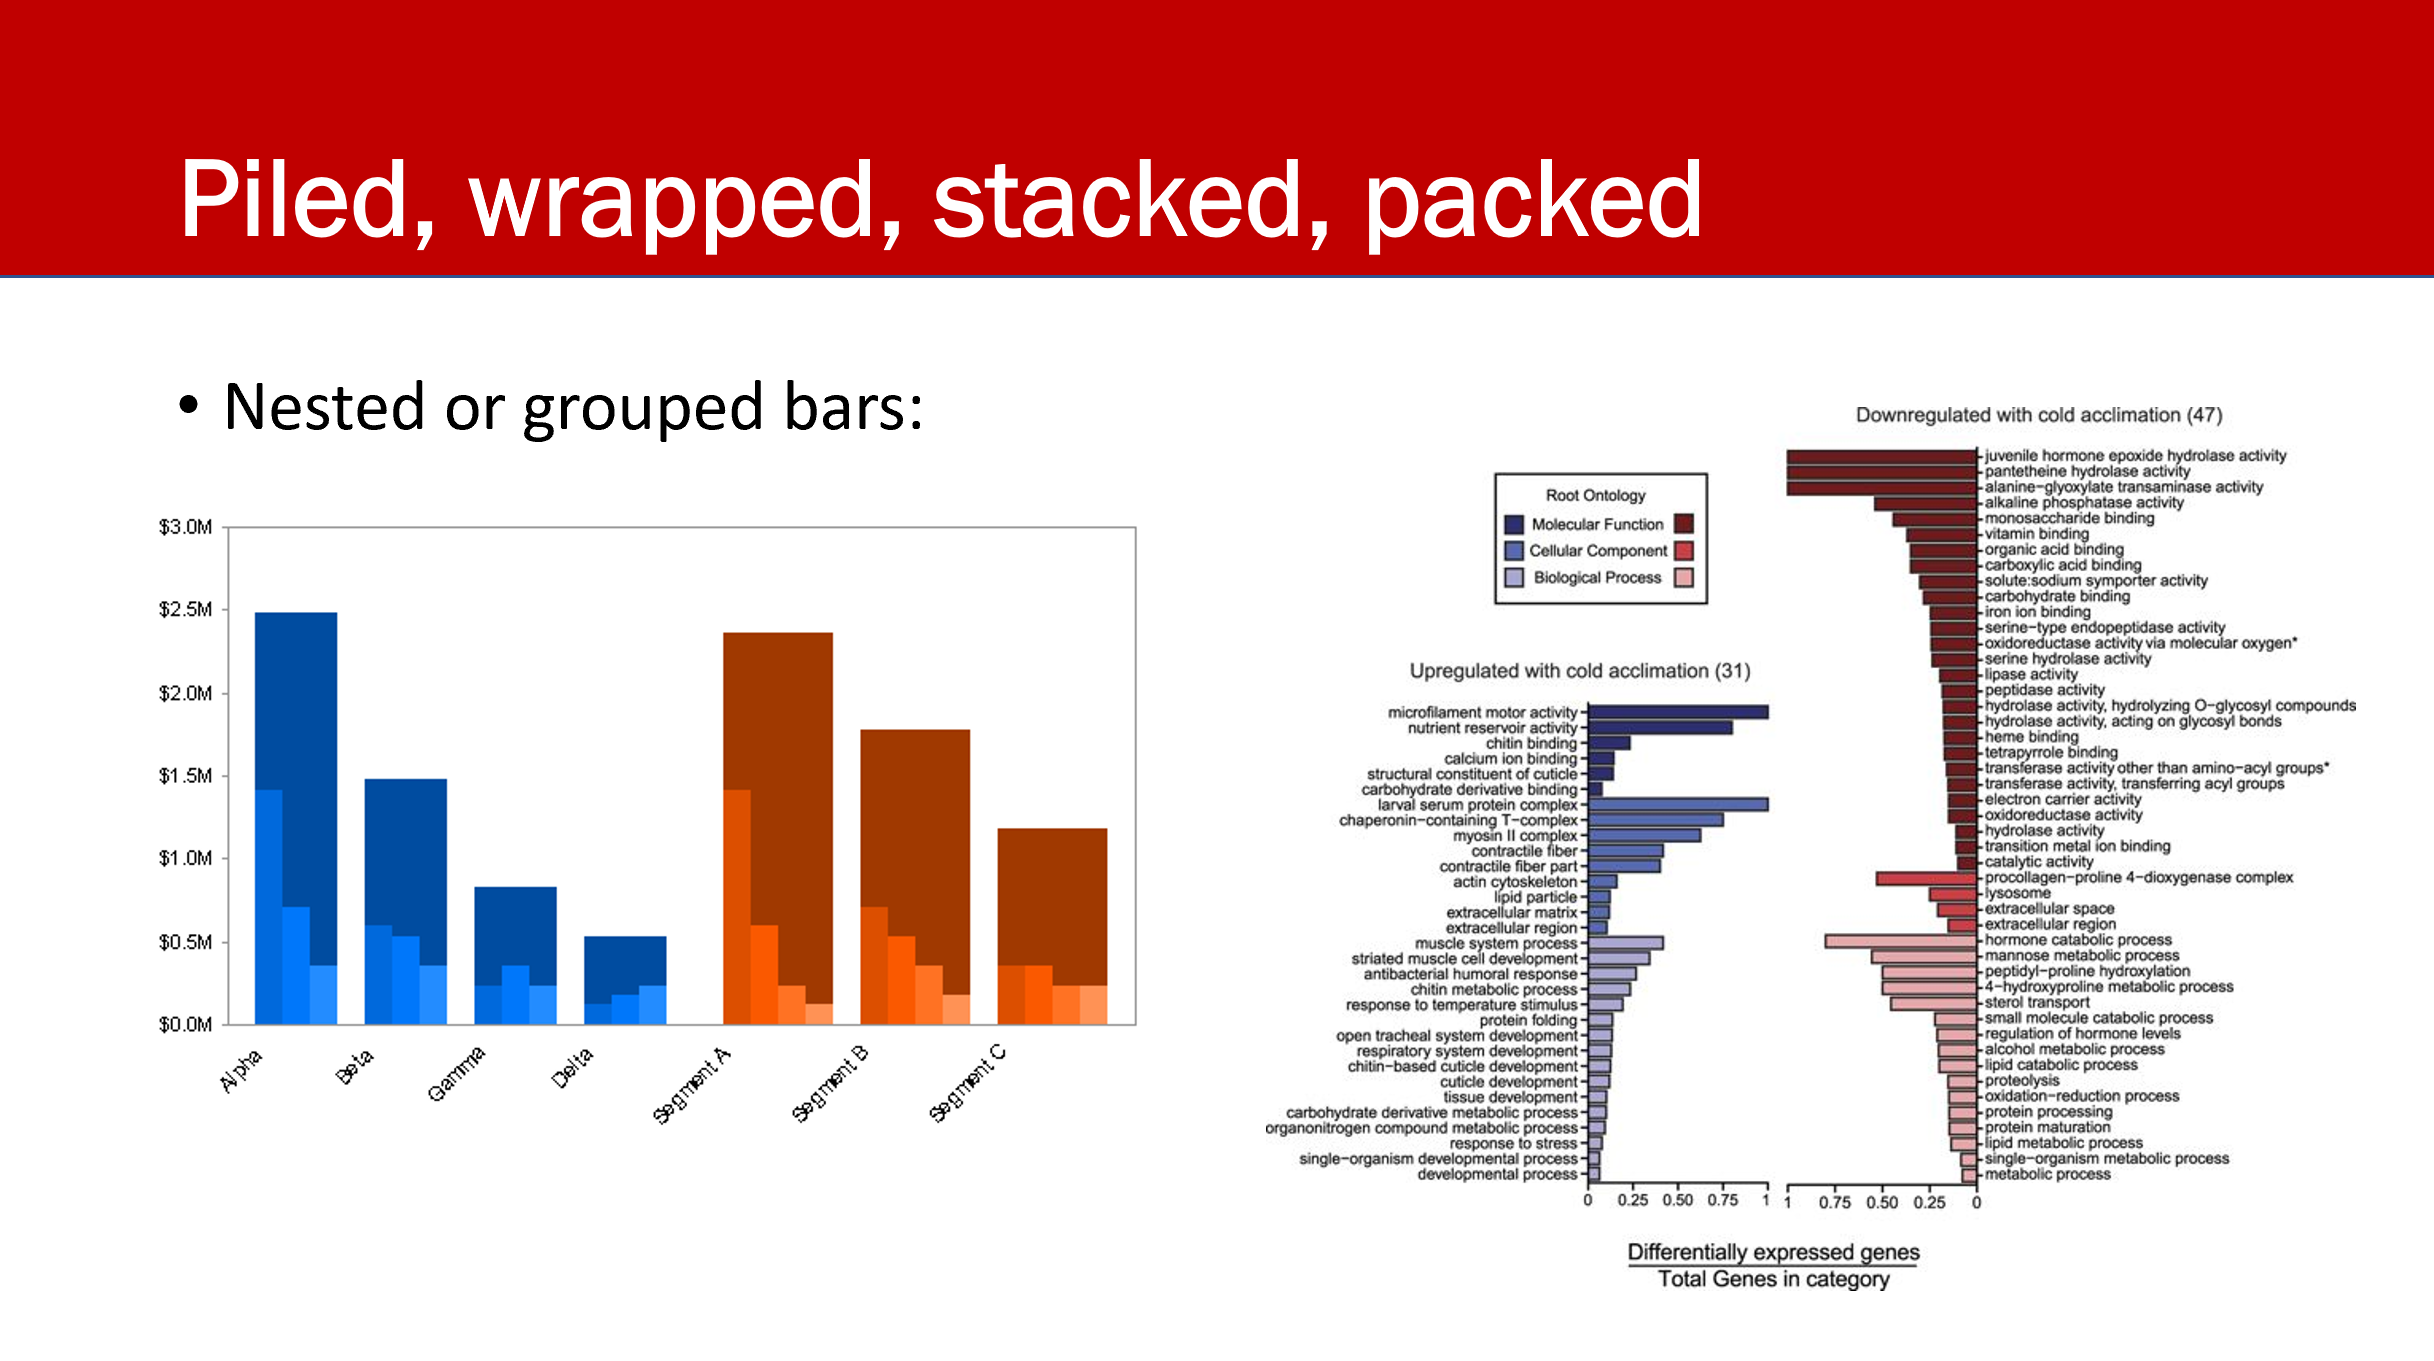 Piled, wrapped, stacked, packed
• Nested or grouped bars:
$3.0M
$2.5M
$2.0M
$1.5M
$1.0M
$0.5M
$0.0M
Alpha
Beta
Gamma
Delta
Segment A
Segment B
Segment C
Root Ontology
Molecular Function
Cellular Component
Biological Process
Upregulated with cold acclimation (31)
microfilament motor activity
nutrient reservoir activity
chitin binding
calcium ion binding
structural constituent of cuticle
carbohydrate derivative binding
larval serum protein complex
chaperonin−containing T−complex
myosin II complex
contractile fiber
contractile fiber part
actin cytoskeleton
lipid particle
extracellular matrix
extracellular region
muscle system process
striated muscle cell development
antibacterial humoral response
chitin metabolic process
response to temperature stimulus
protein folding
open tracheal system development
respiratory system development
chitin−based cuticle development
cuticle development
tissue development
carbohydrate derivative metabolic process
organonitrogen compound metabolic process
response to stress
single−organism developmental process
developmental process
0 0.25 0.50 0.75 1
Downregulated with cold acclimation (47)
juvenile hormone epoxide hydrolase activity
pantetheine hydrolase activity
alanine−glyoxylate transaminase activity
alkaline phosphatase activity
monosaccharide binding
vitamin binding
organic acid binding
carboxylic acid binding
solute:sodium symporter activity
carbohydrate binding
iron ion binding
serine−type endopeptidase activity
oxidoreductase activity via molecular oxygen*
serine hydrolase activity
lipase activity
peptidase activity
hydrolase activity, hydrolyzing O−glycosyl compounds
hydrolase activity, acting on glycosyl bonds
heme binding
tetrapyrrole binding
transferase activity other than amino−acyl groups*
transferase activity, transferring acyl groups
electron carrier activity
oxidoreductase activity
hydrolase activity
transition metal ion binding
catalytic activity
procollagen−proline 4−dioxygenase complex
lysosome
extracellular space
extracellular region
hormone catabolic process
mannose metabolic process
peptidyl−proline hydroxylation
4−hydroxyproline metabolic process
sterol transport
small molecule catabolic process
regulation of hormone levels
alcohol metabolic process
lipid catabolic process
proteolysis
oxidation−reduction process
protein processing
protein maturation
lipid metabolic process
single−organism metabolic process
metabolic process
1 0.75 0.50 0.25 0
Differentially expressed genes
Total Genes in category